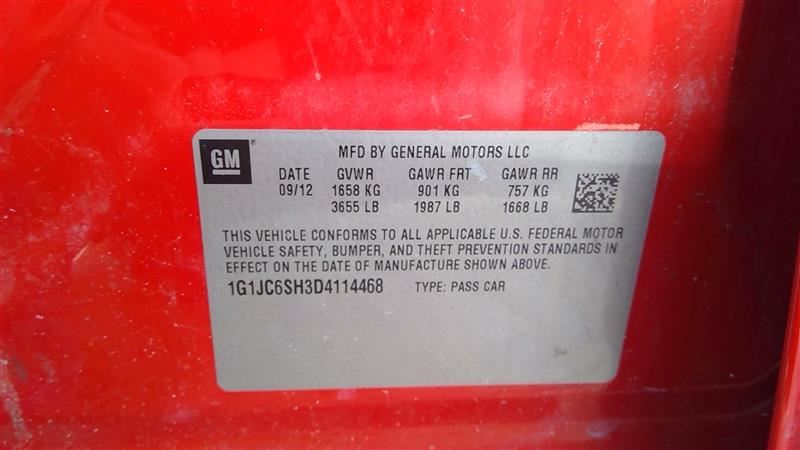 GM
MFD BY GENERAL MOTORS LLC
DATE GVWR GAWR FRT GAWR RR
09/12 1658 KG 901 KG 757 KG
3655 LB 1987 LB 1668 LB
THIS VEHICLE CONFORMS TO ALL APPLICABLE U.S. FEDERAL MOTOR
VEHICLE SAFETY, BUMPER, AND THEFT PREVENTION STANDARDS IN
EFFECT ON THE DATE OF MANUFACTURE SHOWN ABOVE.
1G1JC6SH3D4114468 TYPE: PASS CAR